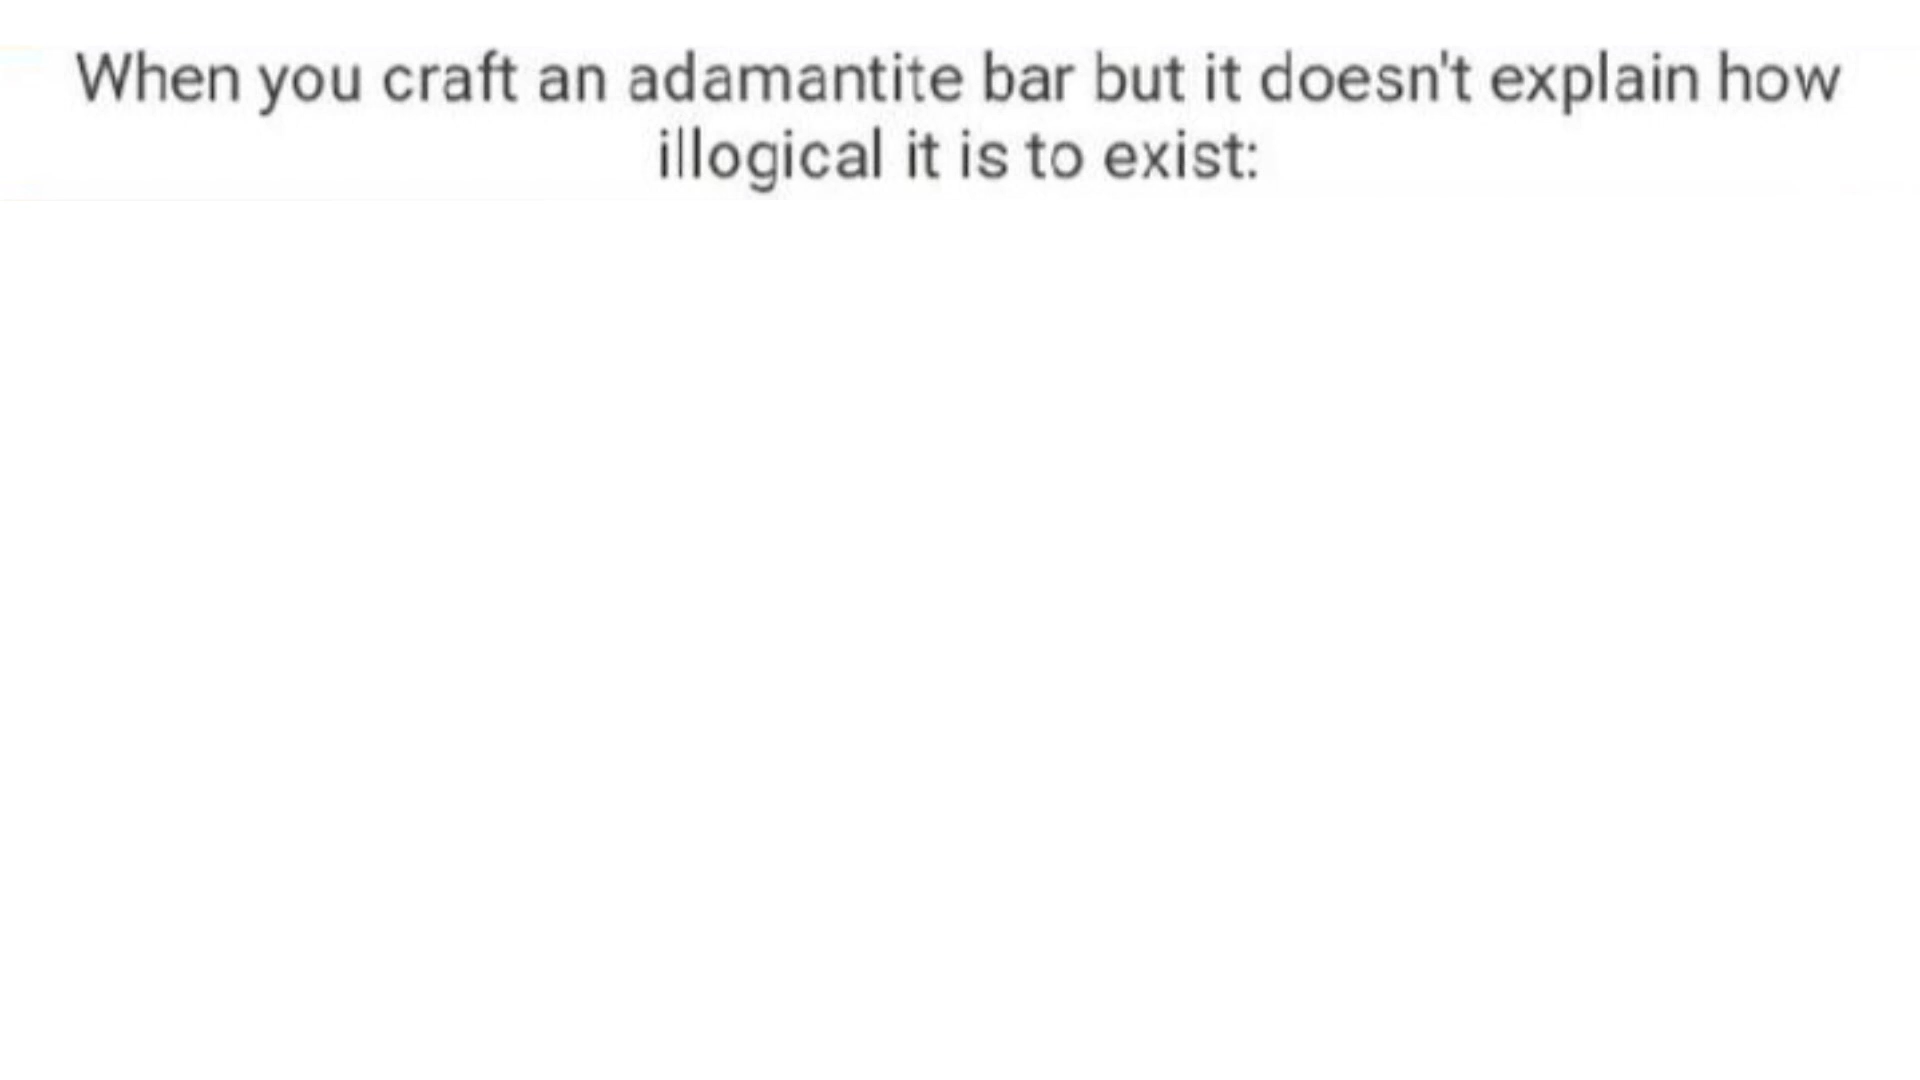 When you craft an adamantite bar but it doesn't explain how
illogical it is to exist: